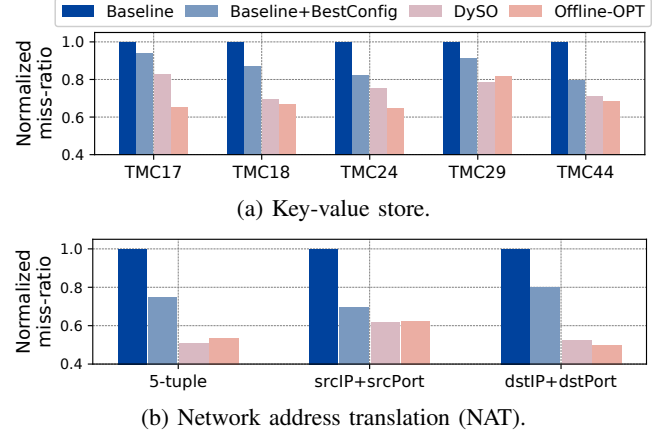 Baseline Baseline+BestConfig DySO Offline-OPT
Normalized
miss-ratio
1.0
0.8
0.6
0.4
TMC17 TMC18 TMC24 TMC29 TMC44
(a) Key-value store.
Normalized
miss-ratio
1.0
0.8
0.6
0.4
5-tuple srcIP+srcPort dstIP+dstPort
(b) Network address translation (NAT).